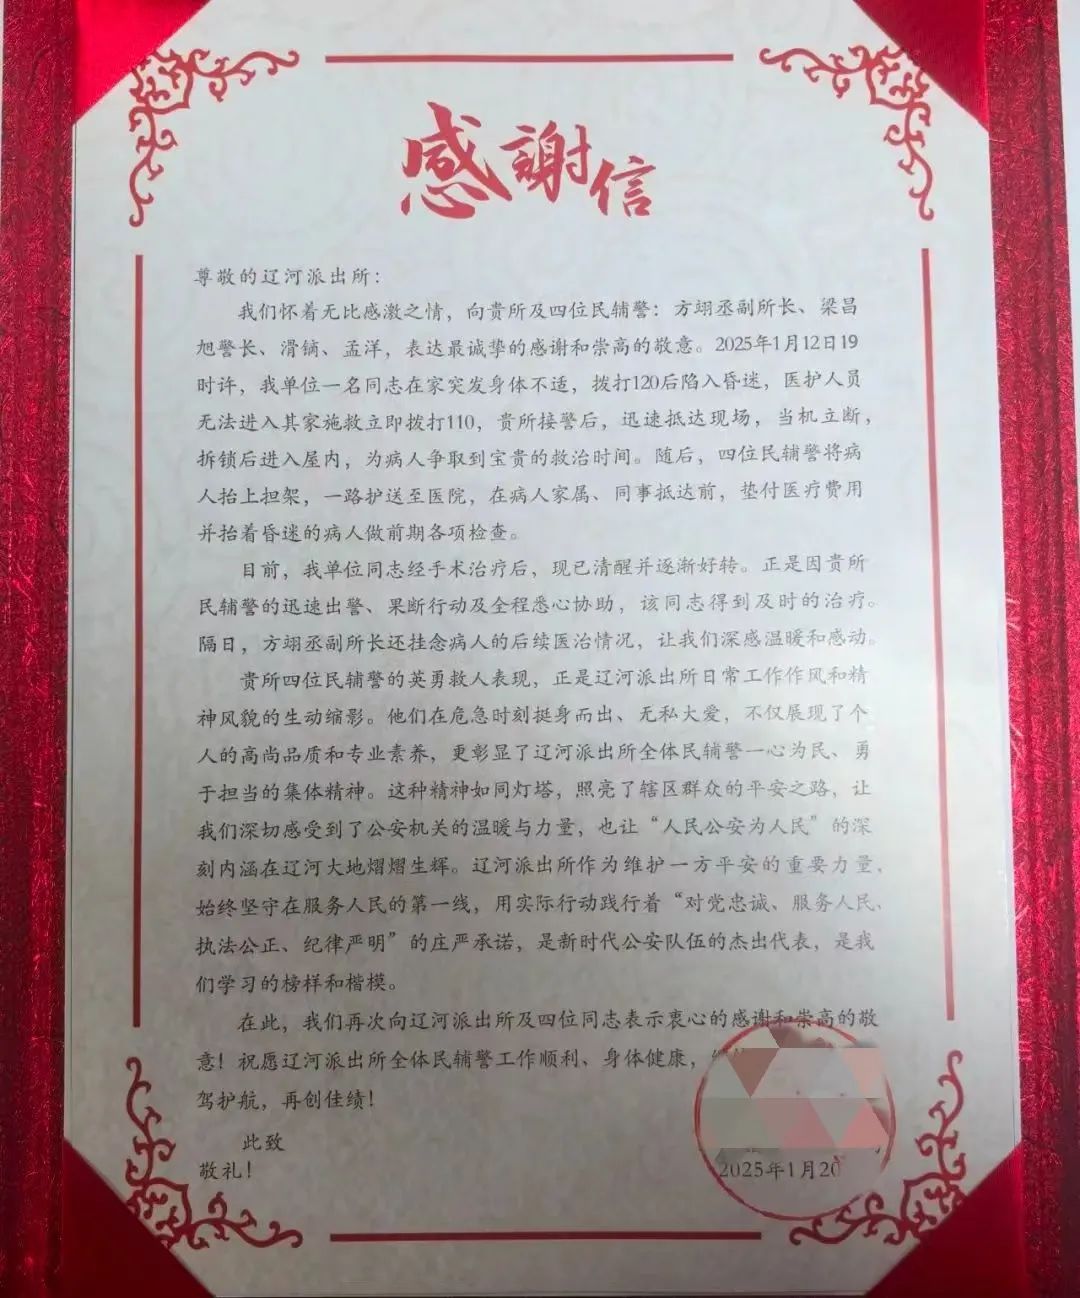 感謝信
尊敬的辽河派出所：
我们怀着无比感激之情，向贵所及四位民辅警：方翊丞副所长、梁昌
旭警长、滑镝、孟洋，表达最诚挚的感谢和崇高的敬意。2025年1月12日19
时许，我单位一名同志在家突发身体不适，拨打120后陷入昏迷，医护人员
无法进入其家施救立即拨打110，贵所接警后，迅速抵达现场，当机立断，
拆锁后进入屋内，为病人争取到宝贵的救治时间。随后，四位民辅警将病
人抬上担架，一路护送至医院，在病人家属、同事抵达前，垫付医疗费用
并抬着昏迷的病人做前期各项检查。
目前，我单位同志经手术治疗后，现已清醒并逐渐好转。正是因贵所
民辅警的迅速出警、果断行动及全程悉心协助，该同志得到及时的治疗。
隔日，方翊丞副所长还挂念病人的后续医治情况，让我们深感温暖和感动。
贵所四位民辅警的英勇救人表现，正是辽河派出所日常工作作风和精
神风貌的生动缩影。他们在危急时刻挺身而出、无私大爱，不仅展现了个
人的高尚品质和专业素养，更彰显了辽河派出所全体民辅警一心为民、勇
于担当的集体精神。这种精神如同灯塔，照亮了辖区群众的平安之路，让
我们深切感受到了公安机关的温暖与力量，也让“人民公安为人民”的深
刻内涵在辽河大地熠熠生辉。辽河派出所作为维护一方平安的重要力量，
始终坚守在服务人民的第一线，用实际行动践行着“对党忠诚、服务人民、
执法公正、纪律严明”的庄严承诺，是新时代公安队伍的杰出代表，是我
们学习的榜样和楷模。
在此，我们再次向辽河派出所及四位同志表示衷心的感谢和崇高的敬
意！祝愿辽河派出所全体民辅警工作顺利、身体健康，
驾护航，再创佳绩！
此致
敬礼！
2025年1月20